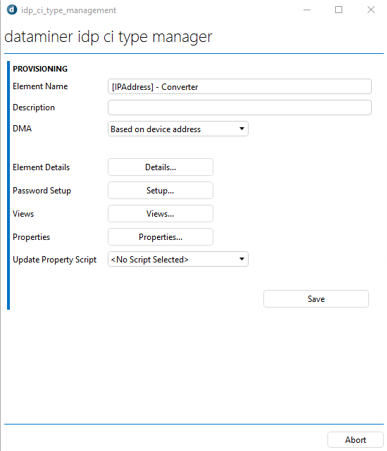 idp_ci_type_management
dataminer idp ci type manager
PROVISIONING
Element Name [IPAddress] - Converter
Description
DMA Based on device address
Element Details Details...
Password Setup Setup...
Views Views...
Properties Properties...
Update Property Script <No Script Selected>
Save
Abort